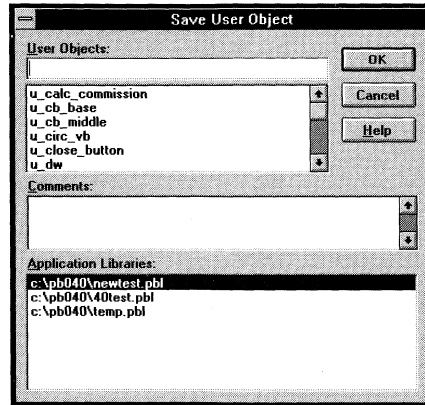 Save User Object
User Objects:
OK
u_calc_commission
u_cb_base
u_cb_middle
u_circ_vb
u_close_button
u_dw
Cancel
Help
Comments:
Application Libraries:
c:\pb040\newtest.pbl
c:\pb040\40test.pbl
c:\pb040\temp.pbl